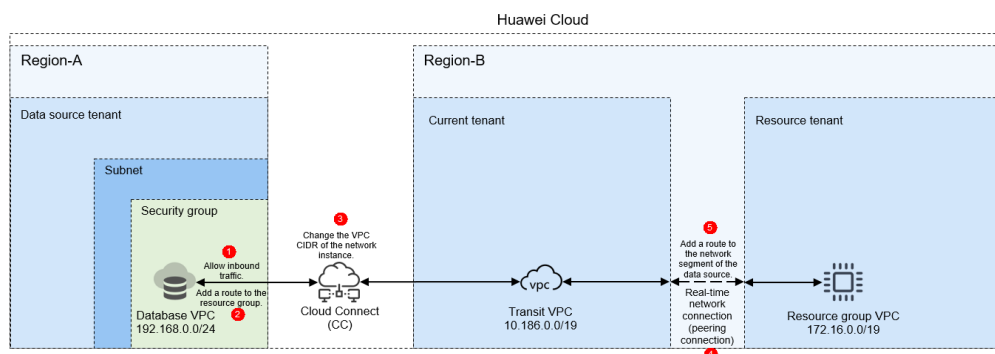 Huawei Cloud
Region-A
Region-B
Data source tenant
Current tenant
Resource tenant
Subnet
Security group
1
Allow inbound
traffic.
Add a route to the
resource group.
2
Database VPC
192.168.0.0/24
3
Change the VPC
CIDR of the network
instance.
Cloud Connect
(CC)
vpc
Transit VPC
10.186.0.0/19
5
Add a route to
the network
segment of the
data source.
Real-time
network
connection
(peering
connection)
Resource group VPC
172.16.0.0/19